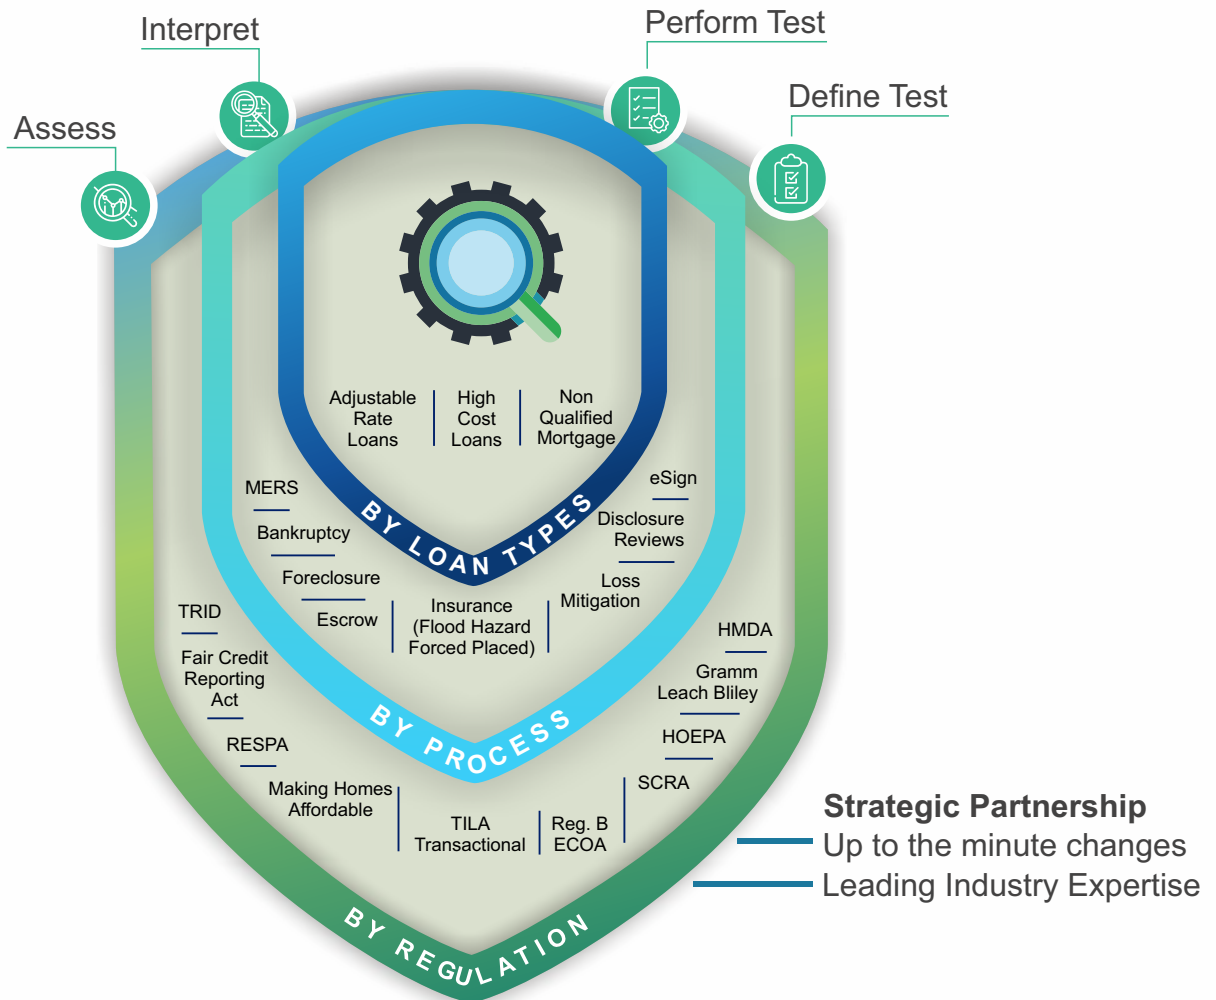 Interpret
Perform Test
Assess
Define Test
Adjustable
Rate
Loans
High
Cost
Loans
Non
Qualified
Mortgage
BY LOAN TYPES
MERS
Bankruptcy
Foreclosure
Escrow
Insurance
(Flood Hazard
Forced Placed)
eSign
Disclosure
Reviews
Loss
Mitigation
BY PROCESS
TRID
Fair Credit
Reporting
Act
RESPA
Making Homes
Affordable
TILA
Transactional
Reg. B
ECOA
SCRA
HOEPA
Gramm
Leach Bliley
HMDA
BY REGULATION
Strategic Partnership
Up to the minute changes
Leading Industry Expertise